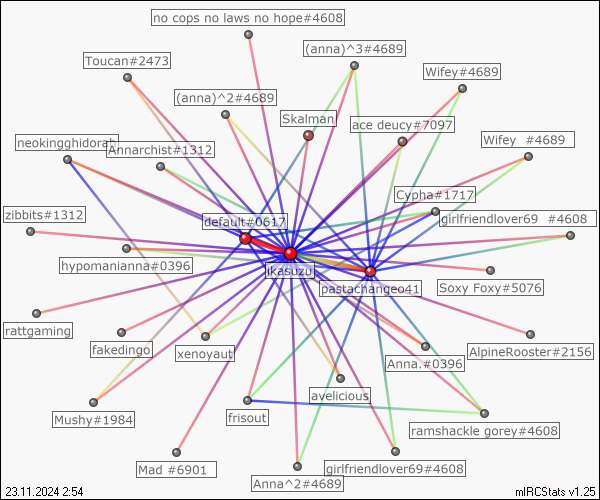 no cops no laws no hope#4608
(anna)^3#4689
Toucan#2473
Wifey#4689
(anna)^2#4689
Skalman
ace deucy#7097
neokingghidorah
Annarchist#1312
Wifey #4689
Cypha#1717
zibbits#1312
default#0617
girlfriendlover69 #4608
hypomanianna#0396
ikasuzu
pastachangeo41
Soxy Foxy#5076
rattgaming
fakedingo
xenoyaut
Anna.#0396
AlpineRooster#2156
avelicious
Mushy#1984
frisout
ramshackle gorey#4608
Mad #6901
Anna^2#4689
girlfriendlover69#4608
23.11.2024 2:54
mIRCStats v1.25